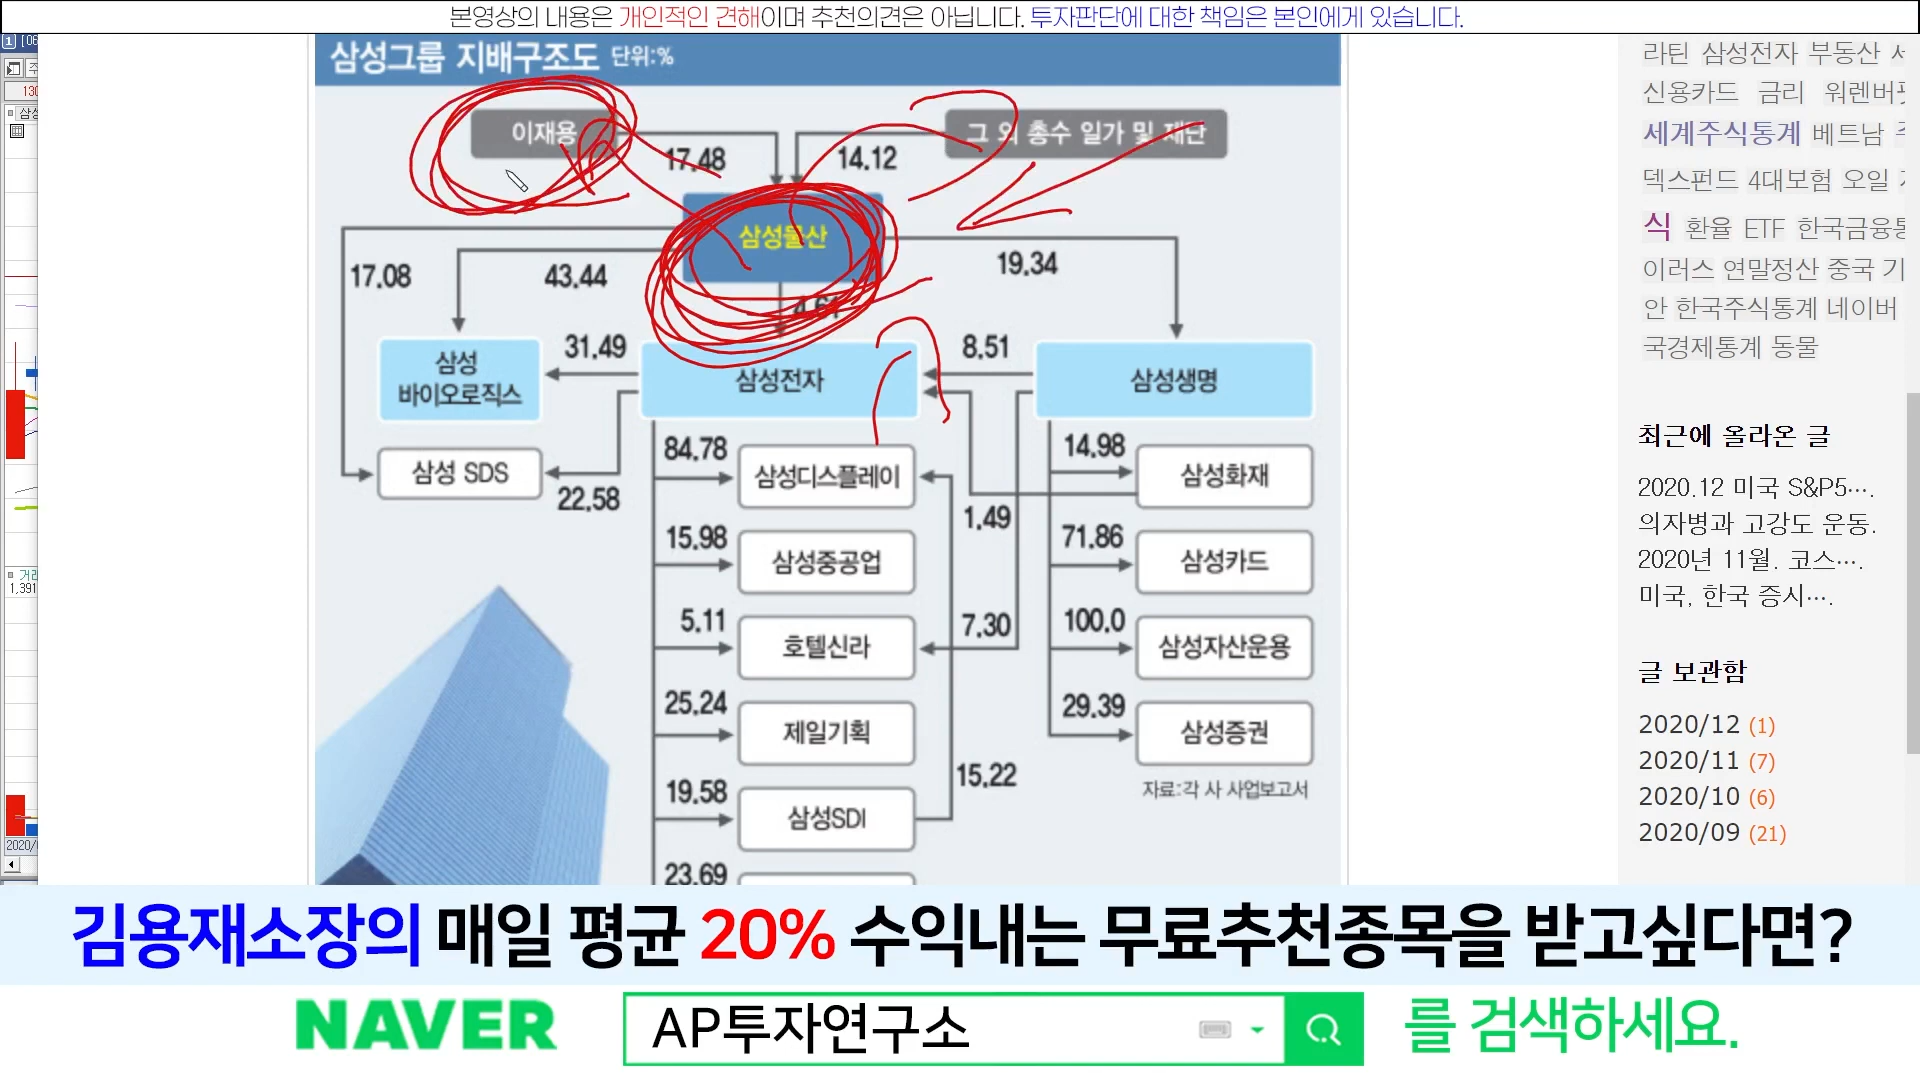 본영상의 내용은 개인적인 견해이며 추천의견은 아닙니다. 투자판단에 대한 책임은 본인에게 있습니다.
삼성그룹 지배구조도 단위:%
이재용
그 외 총수 일가 및 재단
17.48
14.12
삼성물산
17.08
43.44
4.61
19.34
삼성
바이오로직스
31.49
삼성전자
8.51
삼성생명
삼성 SDS
22.58
84.78
삼성디스플레이
1.49
14.98
삼성화재
15.98
삼성중공업
71.86
삼성카드
5.11
호텔신라
7.30
100.0
삼성자산운용
25.24
제일기획
29.39
삼성증권
15.22
자료:각 사 사업보고서
19.58
삼성SDI
23.69
라틴 삼성전자 부동산
신용카드 금리
세계주식통계 베트남
덱스펀드 4대보험 오일
식 환율 ETF
이러스 연말정산 중국 기
안 한국주식통계 네이버
국경제통계 동물
최근에 올라온 글
2020.12 미국 S&P5….
의자병과 고강도 운동.
2020년 11월. 코스….
미국, 한국 증시….
글 보관함
2020/12 (1)
2020/11 (7)
2020/10 (6)
2020/09 (21)
김용재소장의 매일 평균 20% 수익내는 무료추천종목을 받고싶다면?
NAVER AP투자연구소 를 검색하세요.